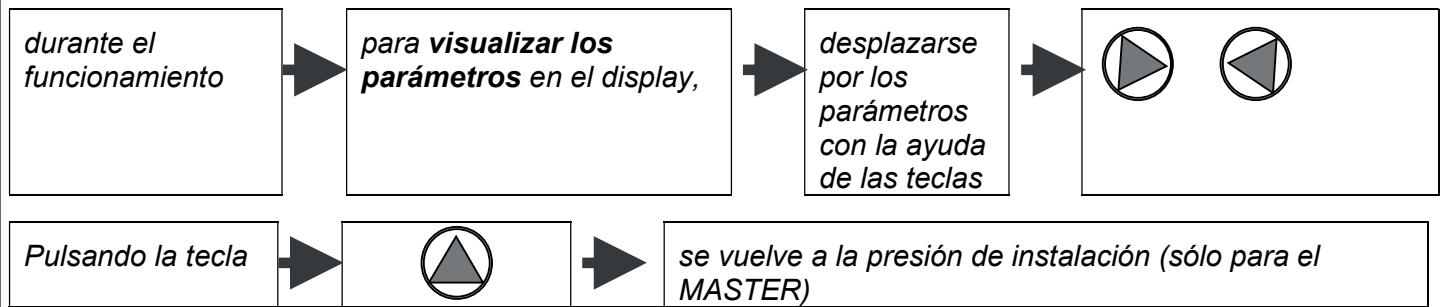 durante el
funcionamiento
para visualizar los
parámetros en el display,
desplazarse
por los
parámetros
con la ayuda
de las teclas
Pulsando la tecla
se vuelve a la presión de instalación (sólo para el
MASTER)